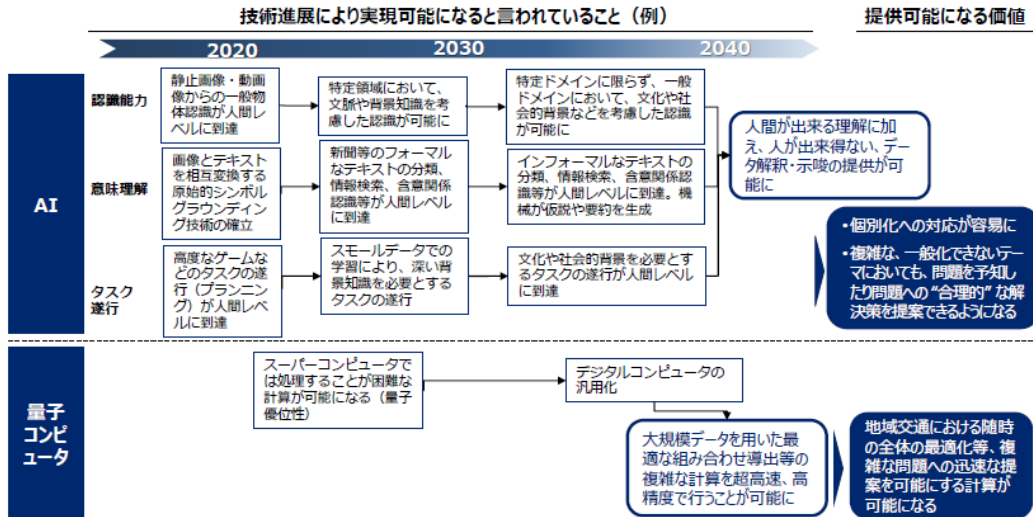 技術進展により実現可能になると言われていること（例）
提供可能になる価値
2020
2030
2040
AI
認識能力
静止画像・動画
像からの一般物
体認識が人間レ
ベルに到達
特定領域において、
文脈や背景知識を考
慮した認識が可能に
特定ドメインに限らず、一般
ドメインにおいて、文化や社
会的背景などを考慮した認識
が可能に
意味理解
画像とテキスト
を相互変換する
原始的シンボル
グラウンディン
グ技術の確立
新聞等のフォーマル
なテキストの分類、
情報検索、含意関係
認識等が人間レベル
に到達
インフォーマルなテキストの
分類、情報検索、含意関係認
識等が人間レベルに到達。機
械が仮説や要約を生成
タスク
遂行
高度なゲームな
どのタスクの遂
行（プランニン
グ）が人間レベ
ルに到達
スモールデータでの
学習により、深い背
景知識を必要とする
タスクの遂行
文化や社会的背景を必要とす
るタスクの遂行が人間レベル
に到達
人間が出来る理解に加
え、人が出来得ない、デー
タ解釈・示唆の提供が可
能に
・個別化への対応が容易に
・複雑な、一般化できないテー
マにおいても、問題を予知し
たり問題への“合理的”な解
決策を提案できるようになる
量子
コンピ
ュータ
スーパーコンピュータで
は処理することが困難な
計算が可能になる（量子
優位性）
デジタルコンピュータの
汎用化
大規模データを用いた最
適な組み合わせ導出等の
複雑な計算を超高速、高
精度で行うことが可能に
地域交通における随時
の全体の最適化等、複
雑な問題への迅速な提
案を可能にする計算が
可能になる